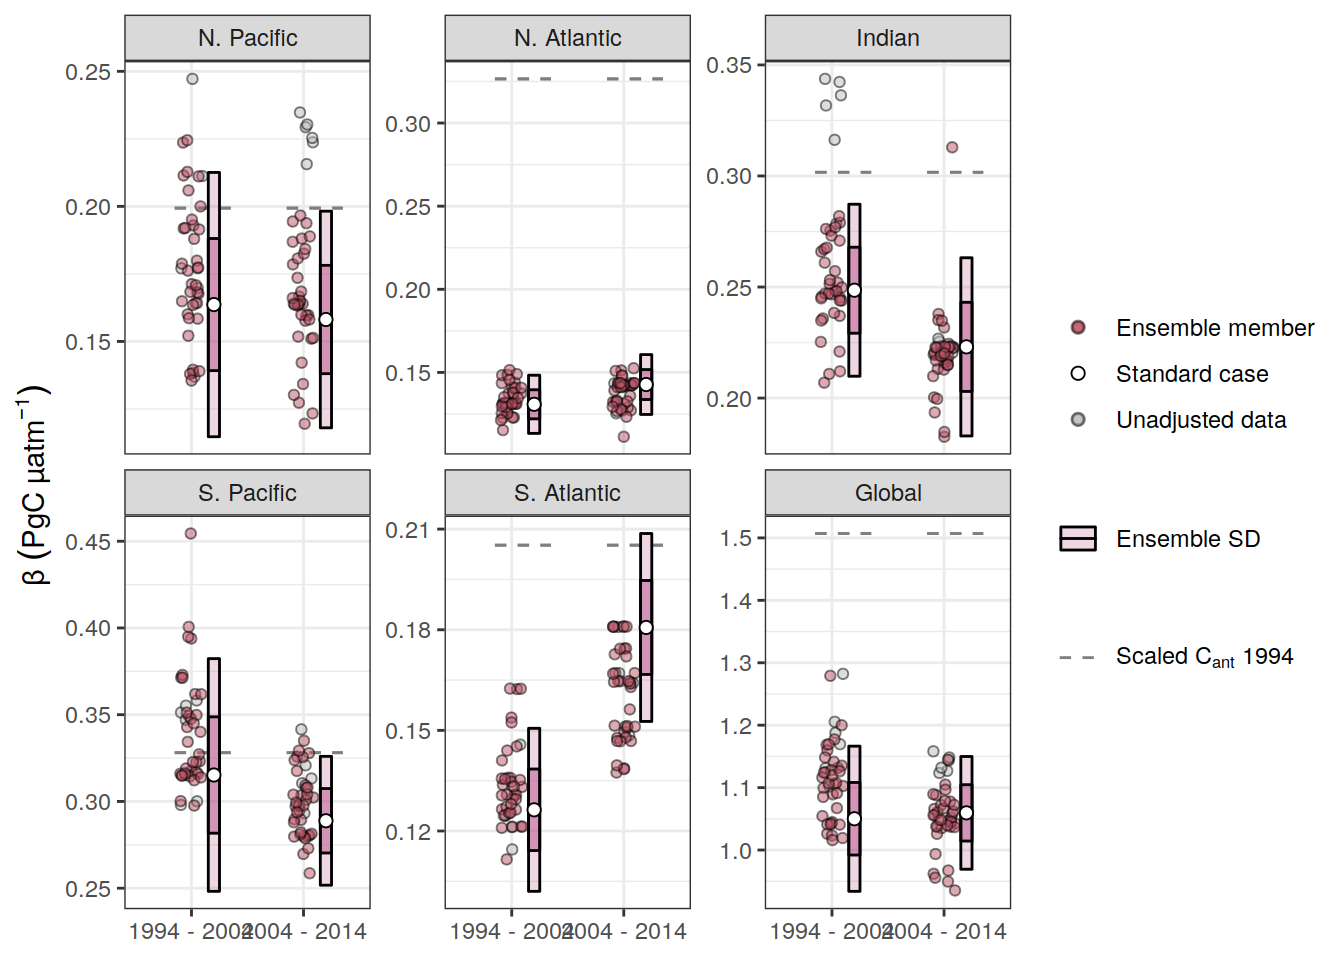 N. Pacific
N. Atlantic
Indian
0.25
0.20
0.15
0.30
0.25
0.20
0.15
0.35
0.30
0.25
0.20
S. Pacific
S. Atlantic
Global
0.45
0.40
0.35
0.30
0.25
0.21
0.18
0.15
0.12
1.5
1.4
1.3
1.2
1.1
1.0
1994 - 2004
2004 - 2014
1994 - 2004
2004 - 2014
1994 - 2004
2004 - 2014
β (PgC µatm⁻¹)
Ensemble member
Standard case
Unadjusted data
Ensemble SD
Scaled Cant 1994